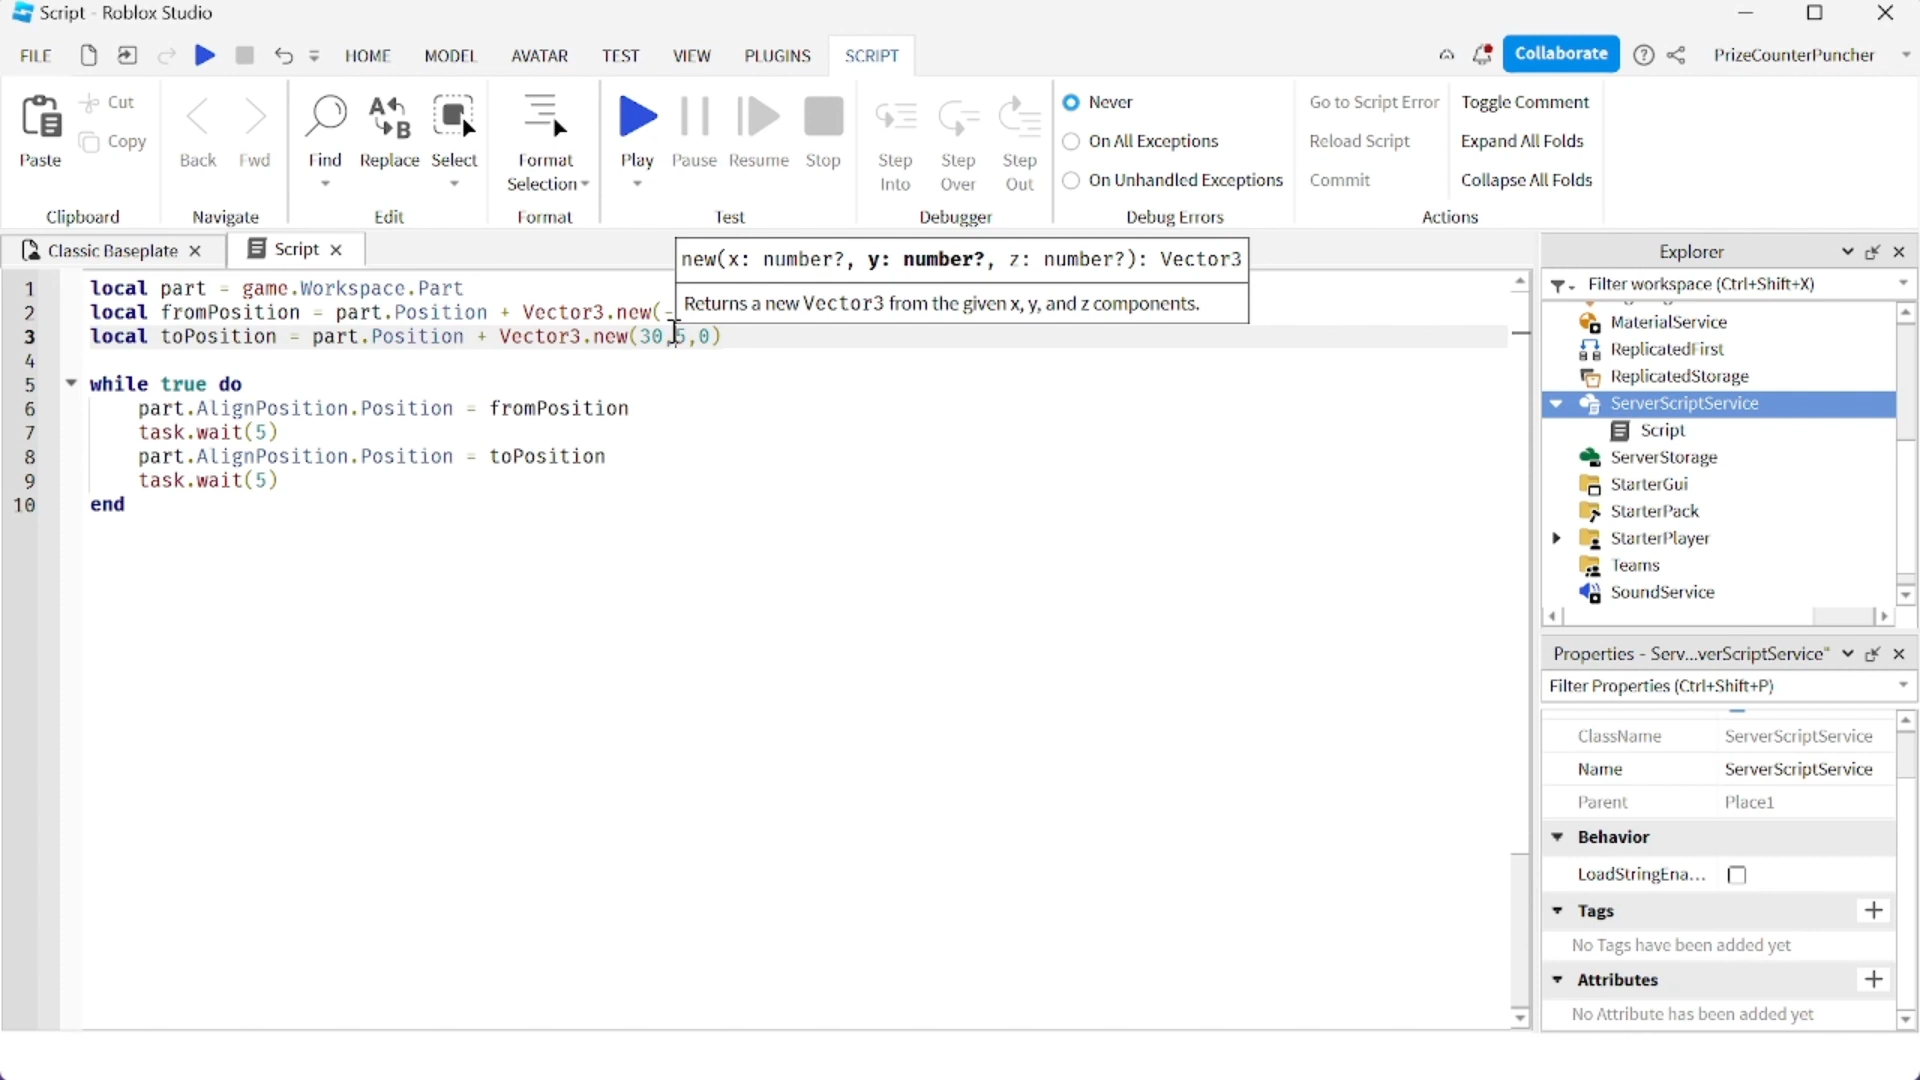 Script - Roblox Studio
FILE HOME MODEL AVATAR TEST VIEW PLUGINS SCRIPT Collaborate PrizeCounterPuncher
Paste Cut Copy
Back Fwd
Find Replace Select
Format Selection
Play Pause Resume Stop
Step Into Step Over Step Out
Never
On All Exceptions
On Unhandled Exceptions
Go to Script Error
Reload Script
Commit
Toggle Comment
Expand All Folds
Collapse All Folds
Clipboard Navigate Edit Format Test Debugger Debug Errors Actions
Classic Baseplate Script
new(x: number?, y: number?, z: number?): Vector3
Returns a new Vector3 from the given x, y, and z components.
1 local part = game.Workspace.Part
2 local fromPosition = part.Position + Vector3.new(-
3 local toPosition = part.Position + Vector3.new(30,5,0)
4
5 while true do
6 part.AlignPosition.Position = fromPosition
7 task.wait(5)
8 part.AlignPosition.Position = toPosition
9 task.wait(5)
10 end
Explorer
Filter workspace (Ctrl+Shift+X)
MaterialService
ReplicatedFirst
ReplicatedStorage
ServerScriptService
Script
ServerStorage
StarterGui
StarterPack
StarterPlayer
Teams
SoundService
Properties - Serv...verScriptService"
Filter Properties (Ctrl+Shift+P)
ClassName ServerScriptService
Name ServerScriptService
Parent Place1
Behavior
LoadStringEna...
Tags
No Tags have been added yet
Attributes
No Attribute has been added yet